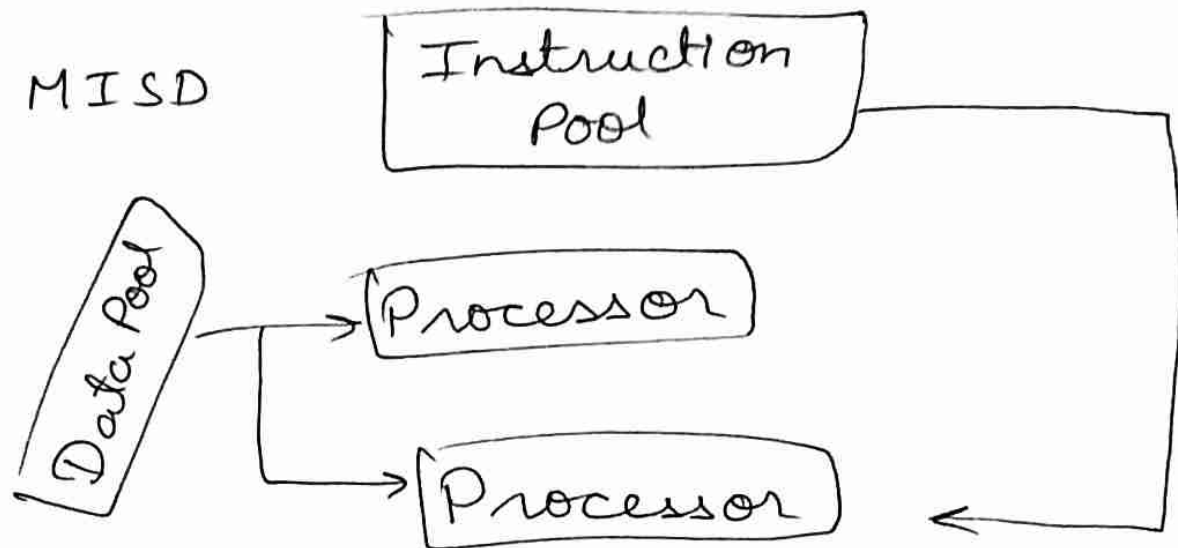 MISD
Instruction
Pool
Data Pool
Processor
Processor